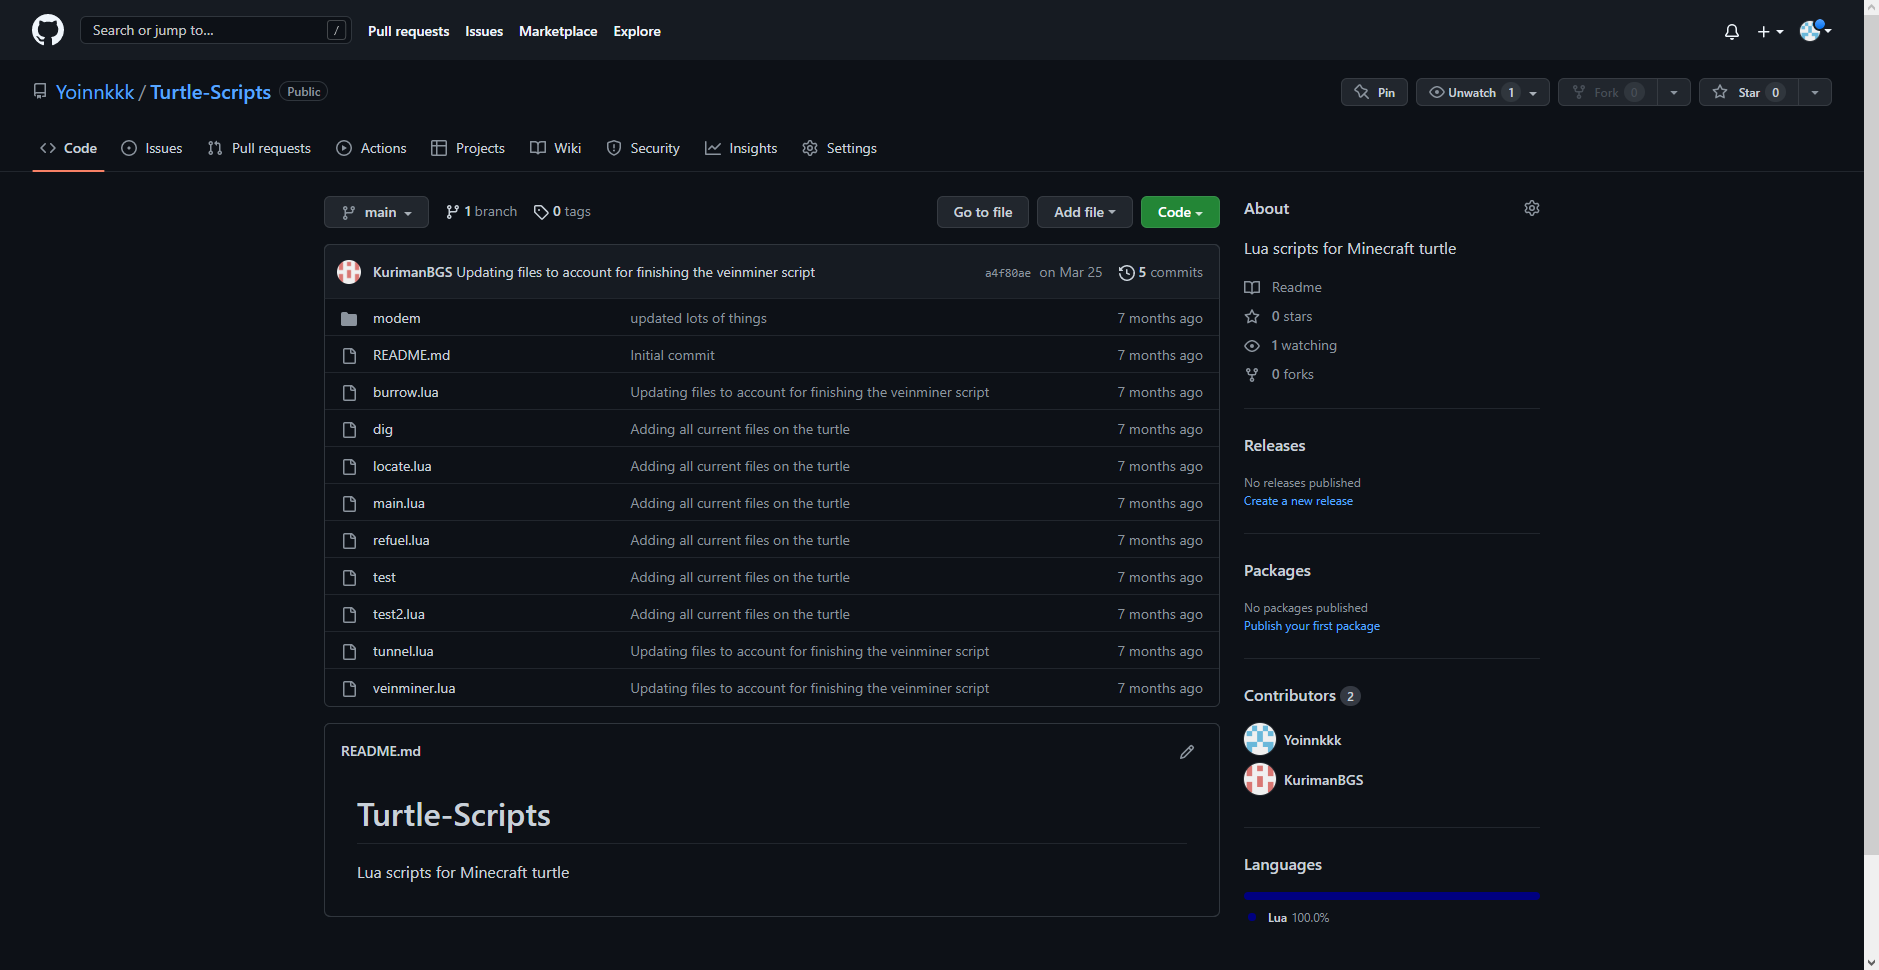 Search or jump to... /
Pull requests Issues Marketplace Explore
Yoinnkkk / Turtle-Scripts Public
Pin Unwatch 1 Fork 0 Star 0
Code Issues Pull requests Actions Projects Wiki Security Insights Settings
main 1 branch 0 tags Go to file Add file Code
KurimanBGS Updating files to account for finishing the veinminer script a4f80ae on Mar 25 5 commits
modem updated lots of things 7 months ago
README.md Initial commit 7 months ago
burrow.lua Updating files to account for finishing the veinminer script 7 months ago
dig Adding all current files on the turtle 7 months ago
locate.lua Adding all current files on the turtle 7 months ago
main.lua Adding all current files on the turtle 7 months ago
refuel.lua Adding all current files on the turtle 7 months ago
test Adding all current files on the turtle 7 months ago
test2.lua Adding all current files on the turtle 7 months ago
tunnel.lua Updating files to account for finishing the veinminer script 7 months ago
veinminer.lua Updating files to account for finishing the veinminer script 7 months ago
README.md
Turtle-Scripts
Lua scripts for Minecraft turtle
About
Lua scripts for Minecraft turtle
Readme
0 stars
1 watching
0 forks
Releases
No releases published
Create a new release
Packages
No packages published
Publish your first package
Contributors 2
Yoinnkkk
KurimanBGS
Languages
Lua 100.0%